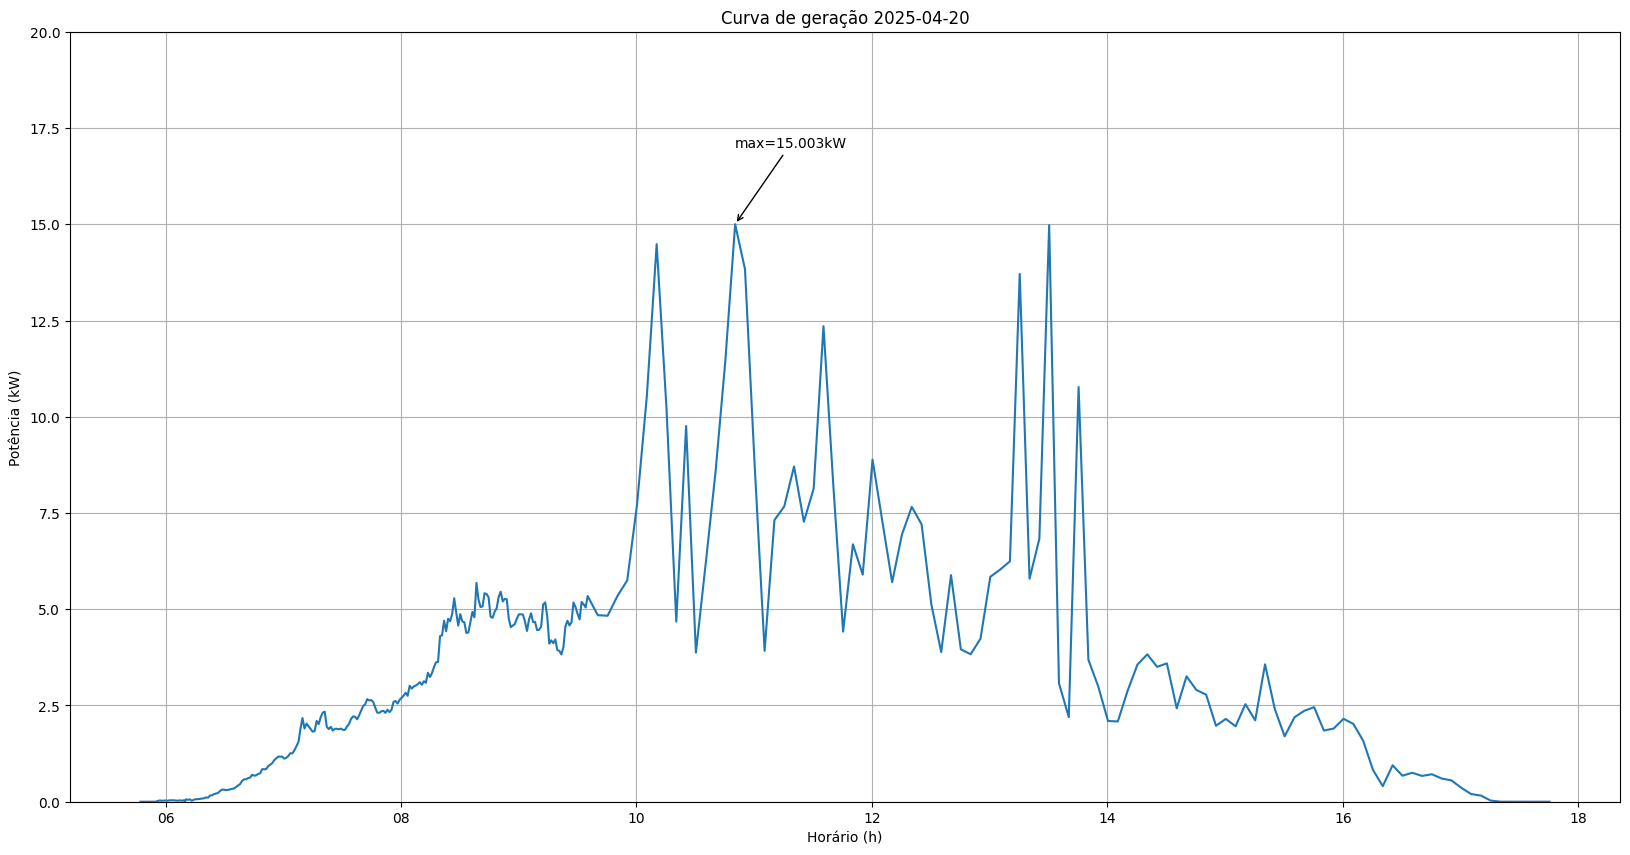 Curva de geração 2025-04-20
20.0
17.5
max=15.003kW
15.0
12.5
10.0
7.5
5.0
2.5
0.0
Potência (kW)
06 08 10 12 14 16 18
Horário (h)